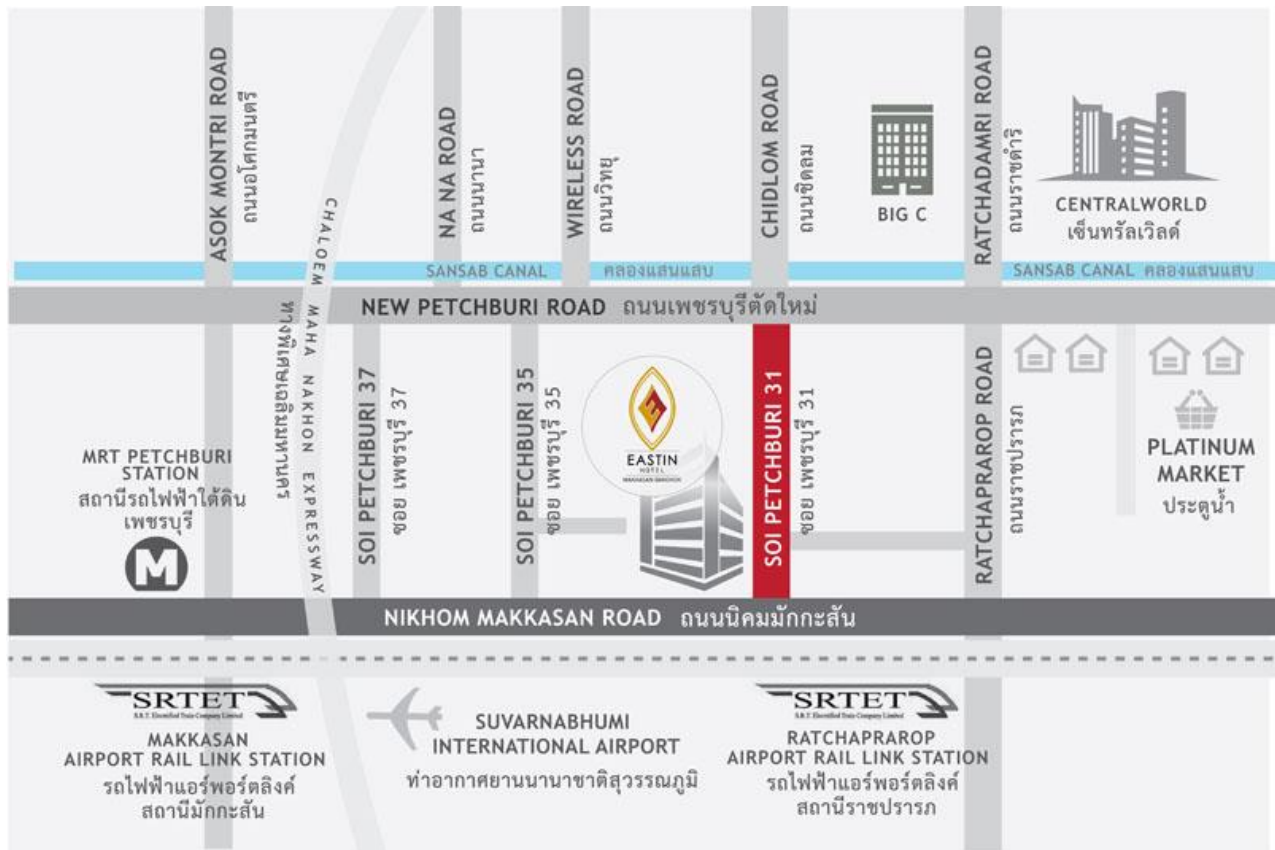 ASOK MONTRI ROAD
ถนนอโศกมนตรี
CHALOEM MAHA NAKHON EXPRESSWAY
ทางพิเศษเฉลิมมหานคร
NA NA ROAD
ถนนนานา
WIRELESS ROAD
ถนนวิทยุ
CHIDLOM ROAD
ถนนชิดลม
BIG C
RATCHADAMRI ROAD
ถนนราชดำริ
CENTRALWORLD
เซ็นทรัลเวิลด์
SANSAB CANAL คลองแสนแสบ
SANSAB CANAL คลองแสนแสบ
NEW PETCHBURI ROAD ถนนเพชรบุรีตัดใหม่
MRT PETCHBURI
STATION
สถานีรถไฟฟ้าใต้ดิน
เพชรบุรี
M
SOI PETCHBURI 37
ซอย เพชรบุรี 37
SOI PETCHBURI 35
ซอย เพชรบุรี 35
E
EASTIN
HOTEL
MAKKASAN BANGKOK
SOI PETCHBURI 31
ซอย เพชรบุรี 31
RATCHAPRAROP ROAD
ถนนราชปรารภ
PLATINUM
MARKET
ประตูน้ำ
NIKHOM MAKKASAN ROAD ถนนนิคมมักกะสัน
SRTET
S.R.T. Electrified Train Company Limited
MAKKASAN
AIRPORT RAIL LINK STATION
รถไฟฟ้าแอร์พอร์ตลิงค์
สถานีมักกะสัน
SUVARNABHUMI
INTERNATIONAL AIRPORT
ท่าอากาศยานนานาชาติสุวรรณภูมิ
SRTET
S.R.T. Electrified Train Company Limited
RATCHAPRAROP
AIRPORT RAIL LINK STATION
รถไฟฟ้าแอร์พอร์ตลิงค์
สถานีราชปรารภ